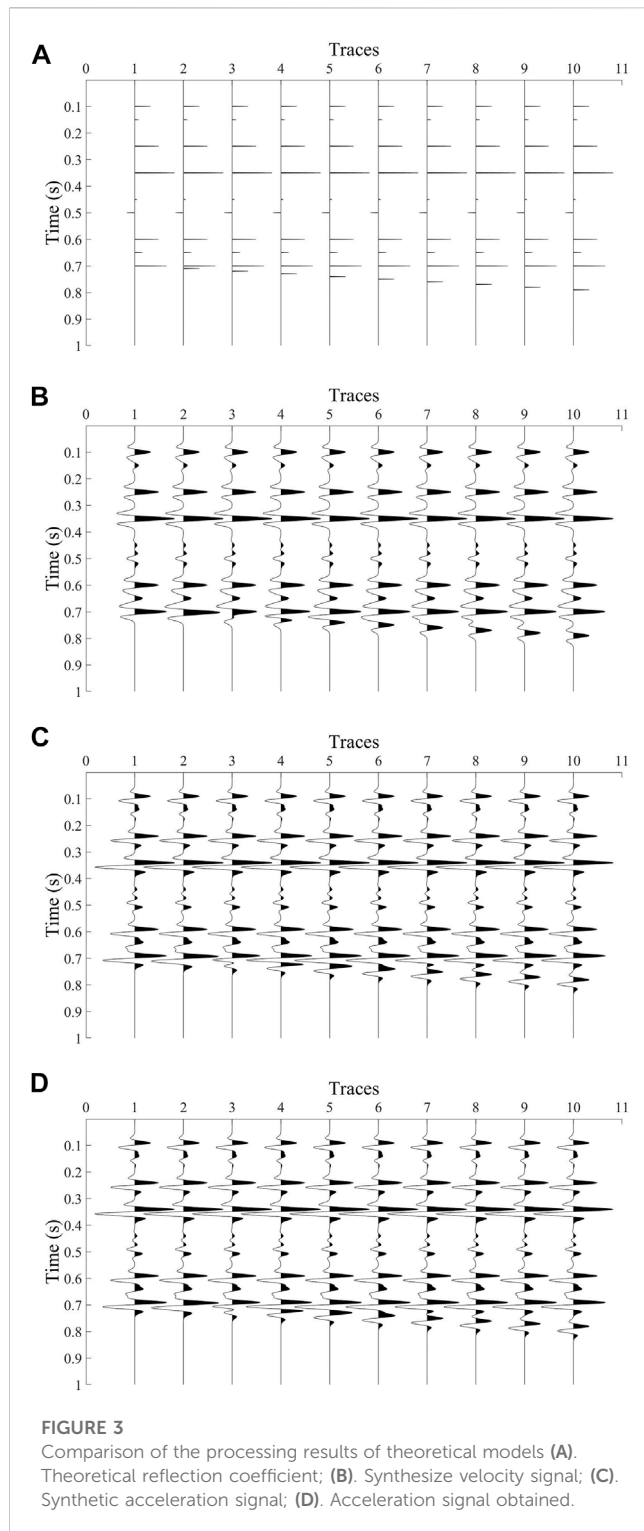 A
Traces
0 1 2 3 4 5 6 7 8 9 10 11
Time (s)
0.1
0.2
0.3
0.4
0.5
0.6
0.7
0.8
0.9
1
B
Traces
0 1 2 3 4 5 6 7 8 9 10 11
Time (s)
0.1
0.2
0.3
0.4
0.5
0.6
0.7
0.8
0.9
1
C
Traces
0 1 2 3 4 5 6 7 8 9 10 11
Time (s)
0.1
0.2
0.3
0.4
0.5
0.6
0.7
0.8
0.9
1
D
Traces
0 1 2 3 4 5 6 7 8 9 10 11
Time (s)
0.1
0.2
0.3
0.4
0.5
0.6
0.7
0.8
0.9
1
FIGURE 3
Comparison of the processing results of theoretical models (A).
Theoretical reflection coefficient; (B). Synthesize velocity signal; (C).
Synthetic acceleration signal; (D). Acceleration signal obtained.